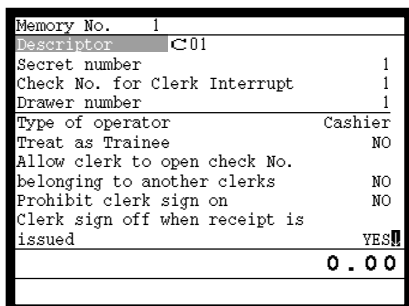 Memory No. 1
Descriptor C01
Secret number 1
Check No. for Clerk Interrupt 1
Drawer number 1
Type of operator Cashier
Treat as Trainee NO
Allow clerk to open check No.
belonging to another clerks NO
Prohibit clerk sign on NO
Clerk sign off when receipt is
issued YES
0.00